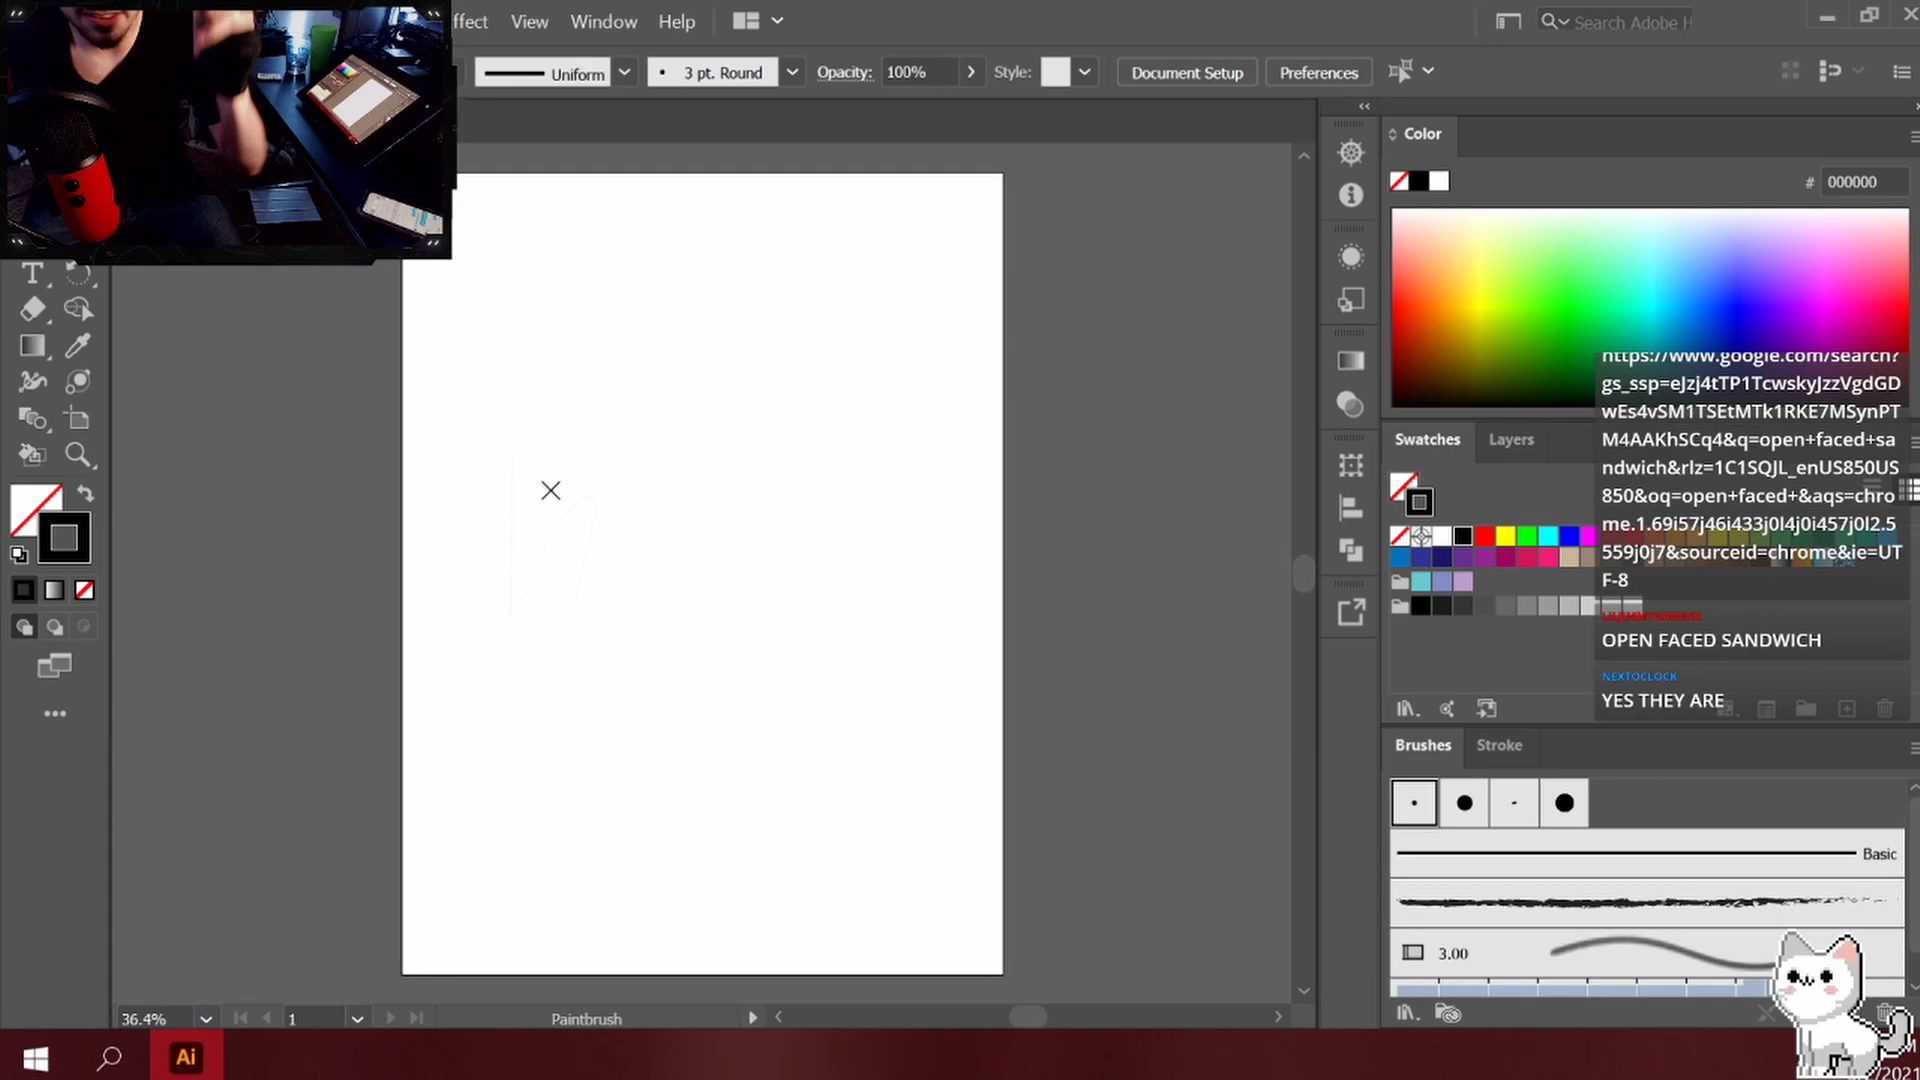 ffect View Window Help
Search Adobe H
Uniform
3 pt. Round
Opacity: 100%
Style:
Document Setup
Preferences
Color
# 000000
https://www.google.com/search?
gs_ssp=eJzj4tTP1TcwskyJzzVgdGD
wEs4vSM1TSEtMTk1RKE7MSynPT
M4AAKhSCq4&q=open+faced+sa
ndwich&rlz=1C1SQJL_enUS850US
850&oq=open+faced+&aqs=chro
me.1.69i57j46i433j0l4j0i457j0l2.5
559j0j7&sourceid=chrome&ie=UT
F-8
Swatches Layers
OPEN FACED SANDWICH
NEXTOCLOCK
YES THEY ARE
Brushes Stroke
Basic
3.00
36.4%
1
Paintbrush
Ai